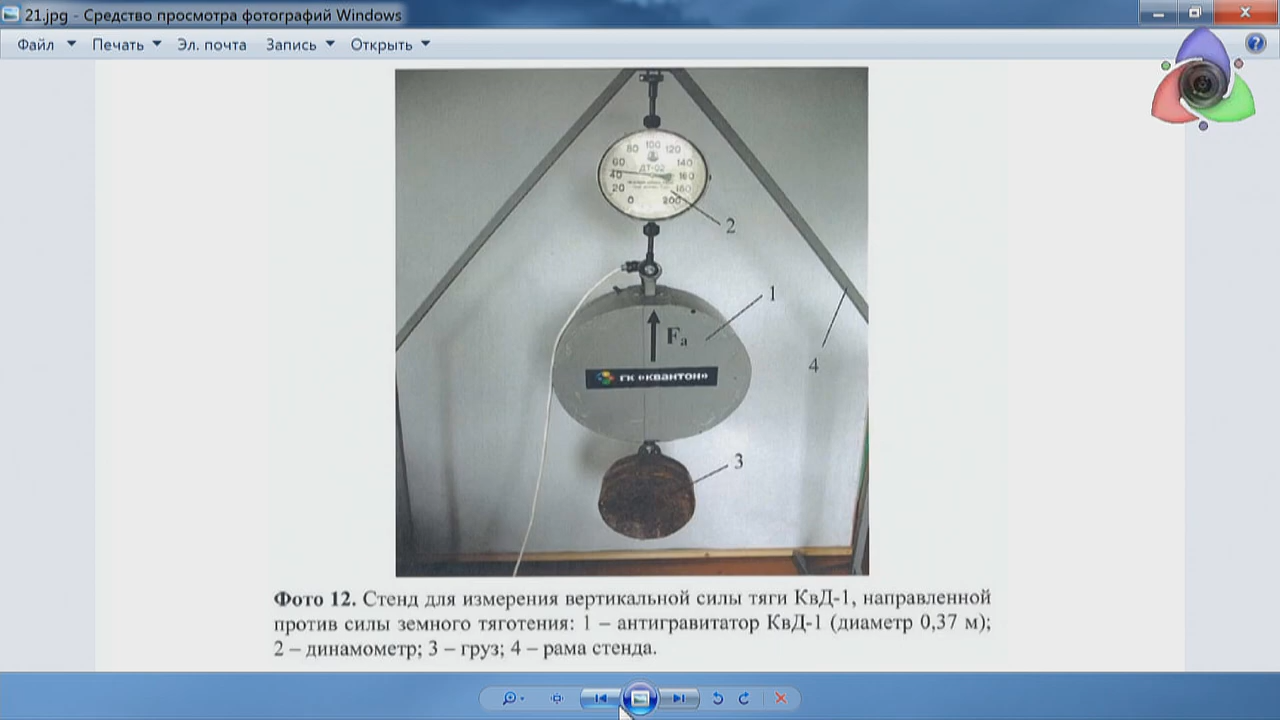 21.jpg - Средство просмотра фотографий Windows
Файл Печать Эл. почта Запись Открыть
80 100 120
60 140
ДТ-02
40 160
20 180
0 200
2
1
Fа
ГК «КВАНТОН»
4
3
Фото 12. Стенд для измерения вертикальной силы тяги КвД-1, направленной
против силы земного тяготения: 1 – антигравитатор КвД-1 (диаметр 0,37 м);
2 – динамометр; 3 – груз; 4 – рама стенда.